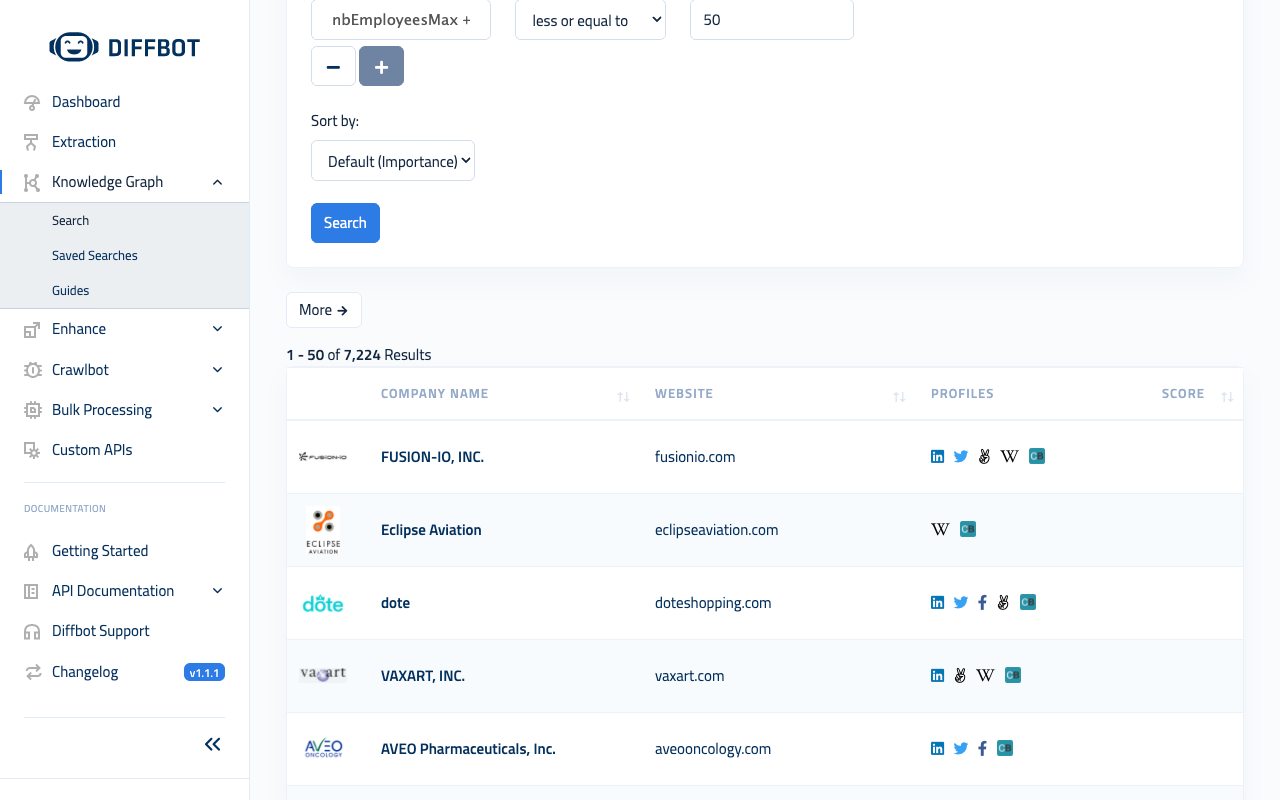 DIFFBOT
Dashboard
Extraction
Knowledge Graph
Search
Saved Searches
Guides
Enhance
Crawlbot
Bulk Processing
Custom APIs
DOCUMENTATION
Getting Started
API Documentation
Diffbot Support
Changelog v1.1.1
nbEmployeesMax + less or equal to 50
Sort by:
Default (Importance)
Search
More →
1 - 50 of 7,224 Results
COMPANY NAME WEBSITE PROFILES SCORE
FUSION-IO FUSION-IO, INC. fusionio.com W CB
ECLIPSE AVIATION Eclipse Aviation eclipseaviation.com W CB
dote dote doteshopping.com CB
vaxart VAXART, INC. vaxart.com W CB
AVEO ONCOLOGY AVEO Pharmaceuticals, Inc. aveooncology.com CB